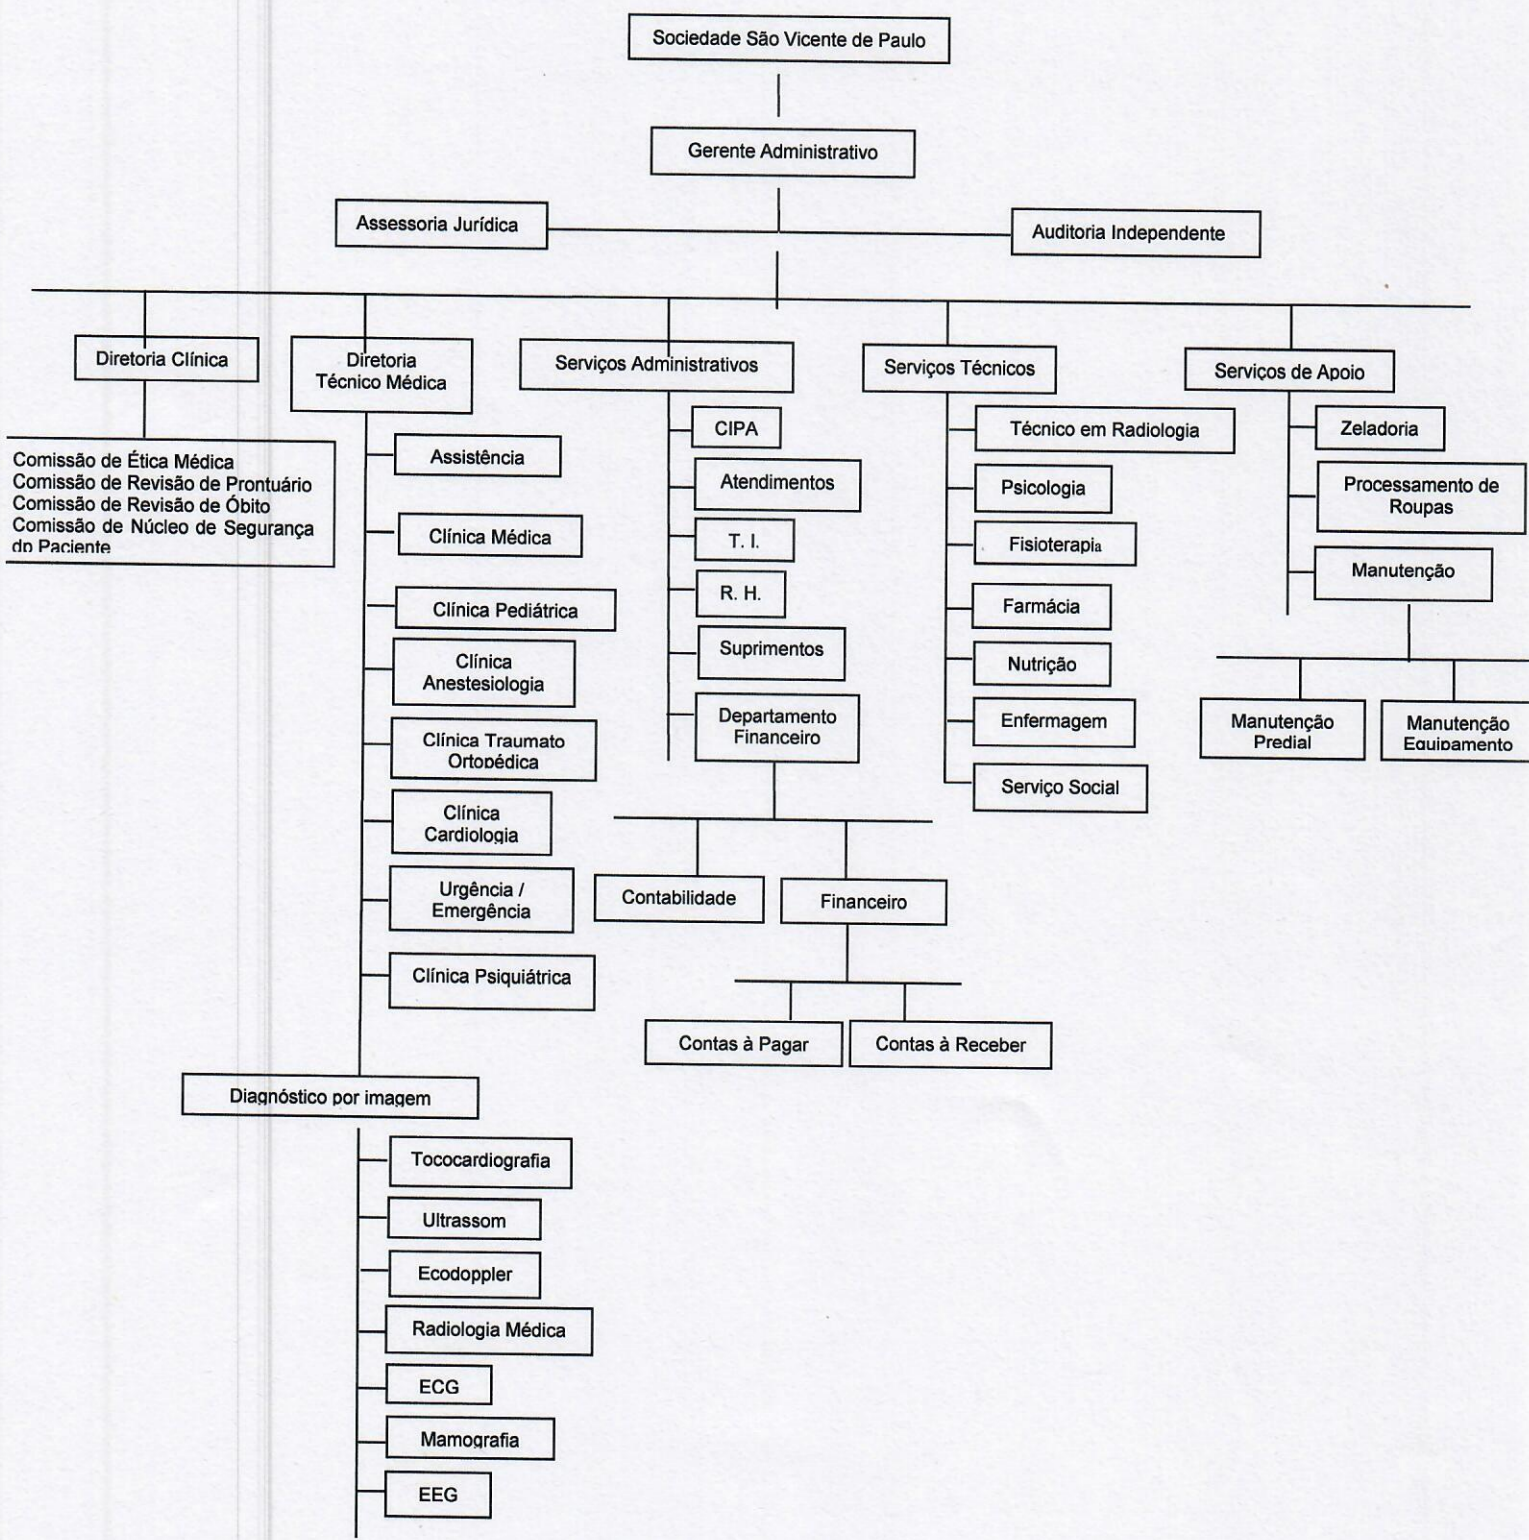 Sociedade São Vicente de Paulo
Gerente Administrativo
Assessoria Jurídica
Auditoria Independente
Diretoria Clínica
Comissão de Ética Médica
Comissão de Revisão de Prontuário
Comissão de Revisão de Óbito
Comissão de Núcleo de Segurança
do Paciente
Diretoria
Técnico Médica
Assistência
Clínica Médica
Clínica Pediátrica
Clínica
Anestesiologia
Clínica Traumato
Ortopédica
Clínica
Cardiologia
Urgência /
Emergência
Clínica Psiquiátrica
Diagnóstico por imagem
Tococardiografia
Ultrassom
Ecodoppler
Radiologia Médica
ECG
Mamografia
EEG
Serviços Administrativos
CIPA
Atendimentos
T. I.
R. H.
Suprimentos
Departamento
Financeiro
Contabilidade
Financeiro
Contas à Pagar
Contas à Receber
Serviços Técnicos
Técnico em Radiologia
Psicologia
Fisioterapia
Farmácia
Nutrição
Enfermagem
Serviço Social
Serviços de Apoio
Zeladoria
Processamento de
Roupas
Manutenção
Manutenção
Predial
Manutenção
Equipamento